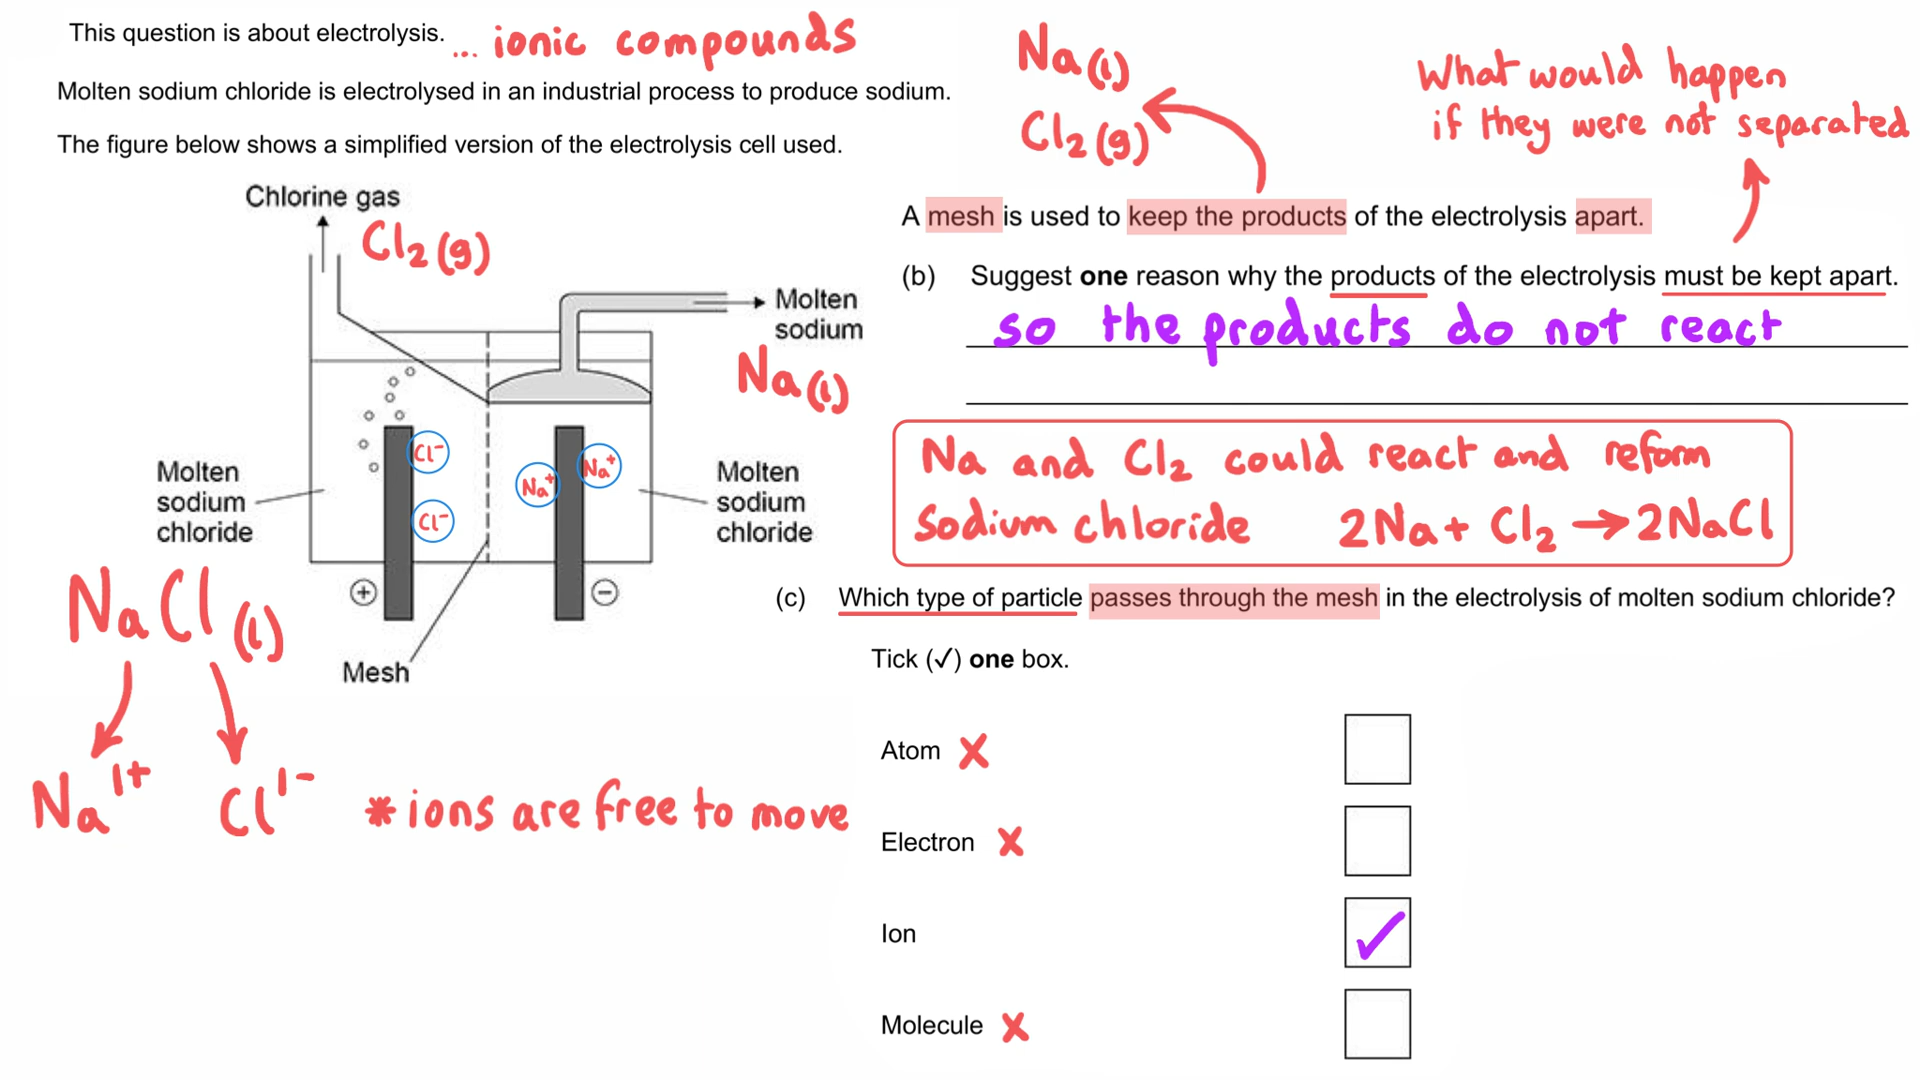 This question is about electrolysis. ... ionic compounds
Molten sodium chloride is electrolysed in an industrial process to produce sodium.
The figure below shows a simplified version of the electrolysis cell used.
Chlorine gas
Cl₂(g)
Molten
sodium
Na(l)
Cl⁻
Cl⁻
Na⁺
Na⁺
Molten
sodium
chloride
Molten
sodium
chloride
+
−
Mesh
NaCl(l)
Na¹⁺ Cl¹⁻
* ions are free to move
Na(l)
Cl₂(g)
What would happen
if they were not separated
A mesh is used to keep the products of the electrolysis apart.
(b) Suggest one reason why the products of the electrolysis must be kept apart.
so the products do not react
Na and Cl₂ could react and reform
Sodium chloride 2Na + Cl₂ → 2NaCl
(c) Which type of particle passes through the mesh in the electrolysis of molten sodium chloride?
Tick (✓) one box.
Atom X
Electron X
Ion ✓
Molecule X